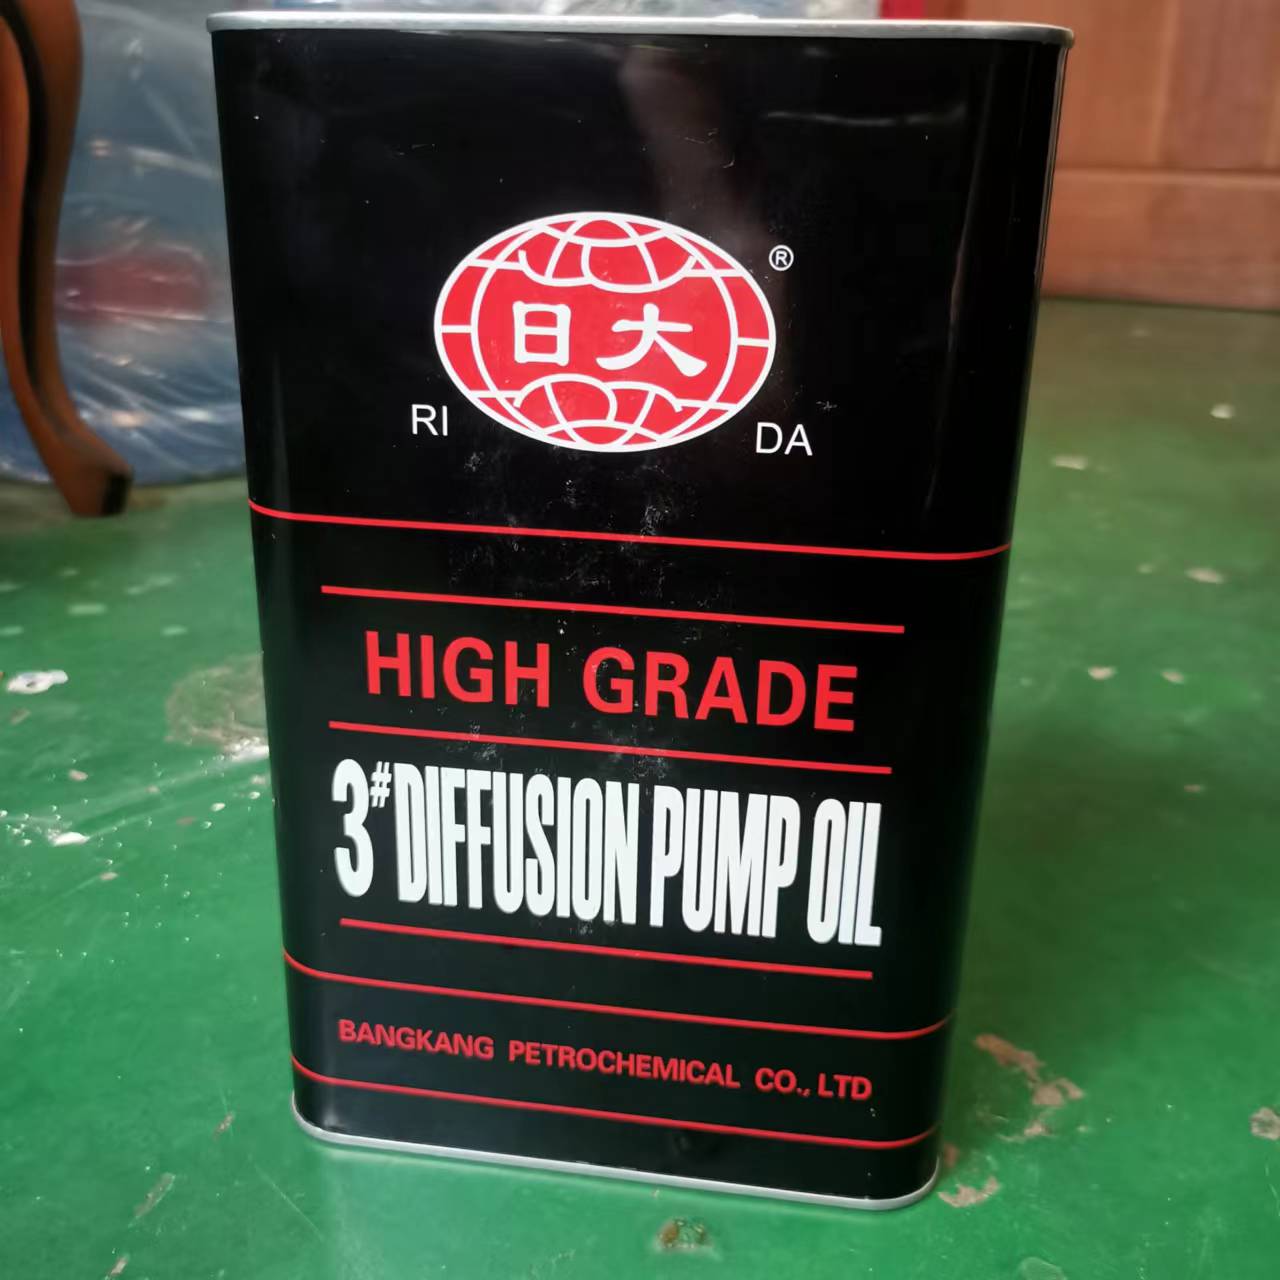 日大
®
RI DA
HIGH GRADE
3# DIFFUSION PUMP OIL
BANGKANG PETROCHEMICAL CO., LTD